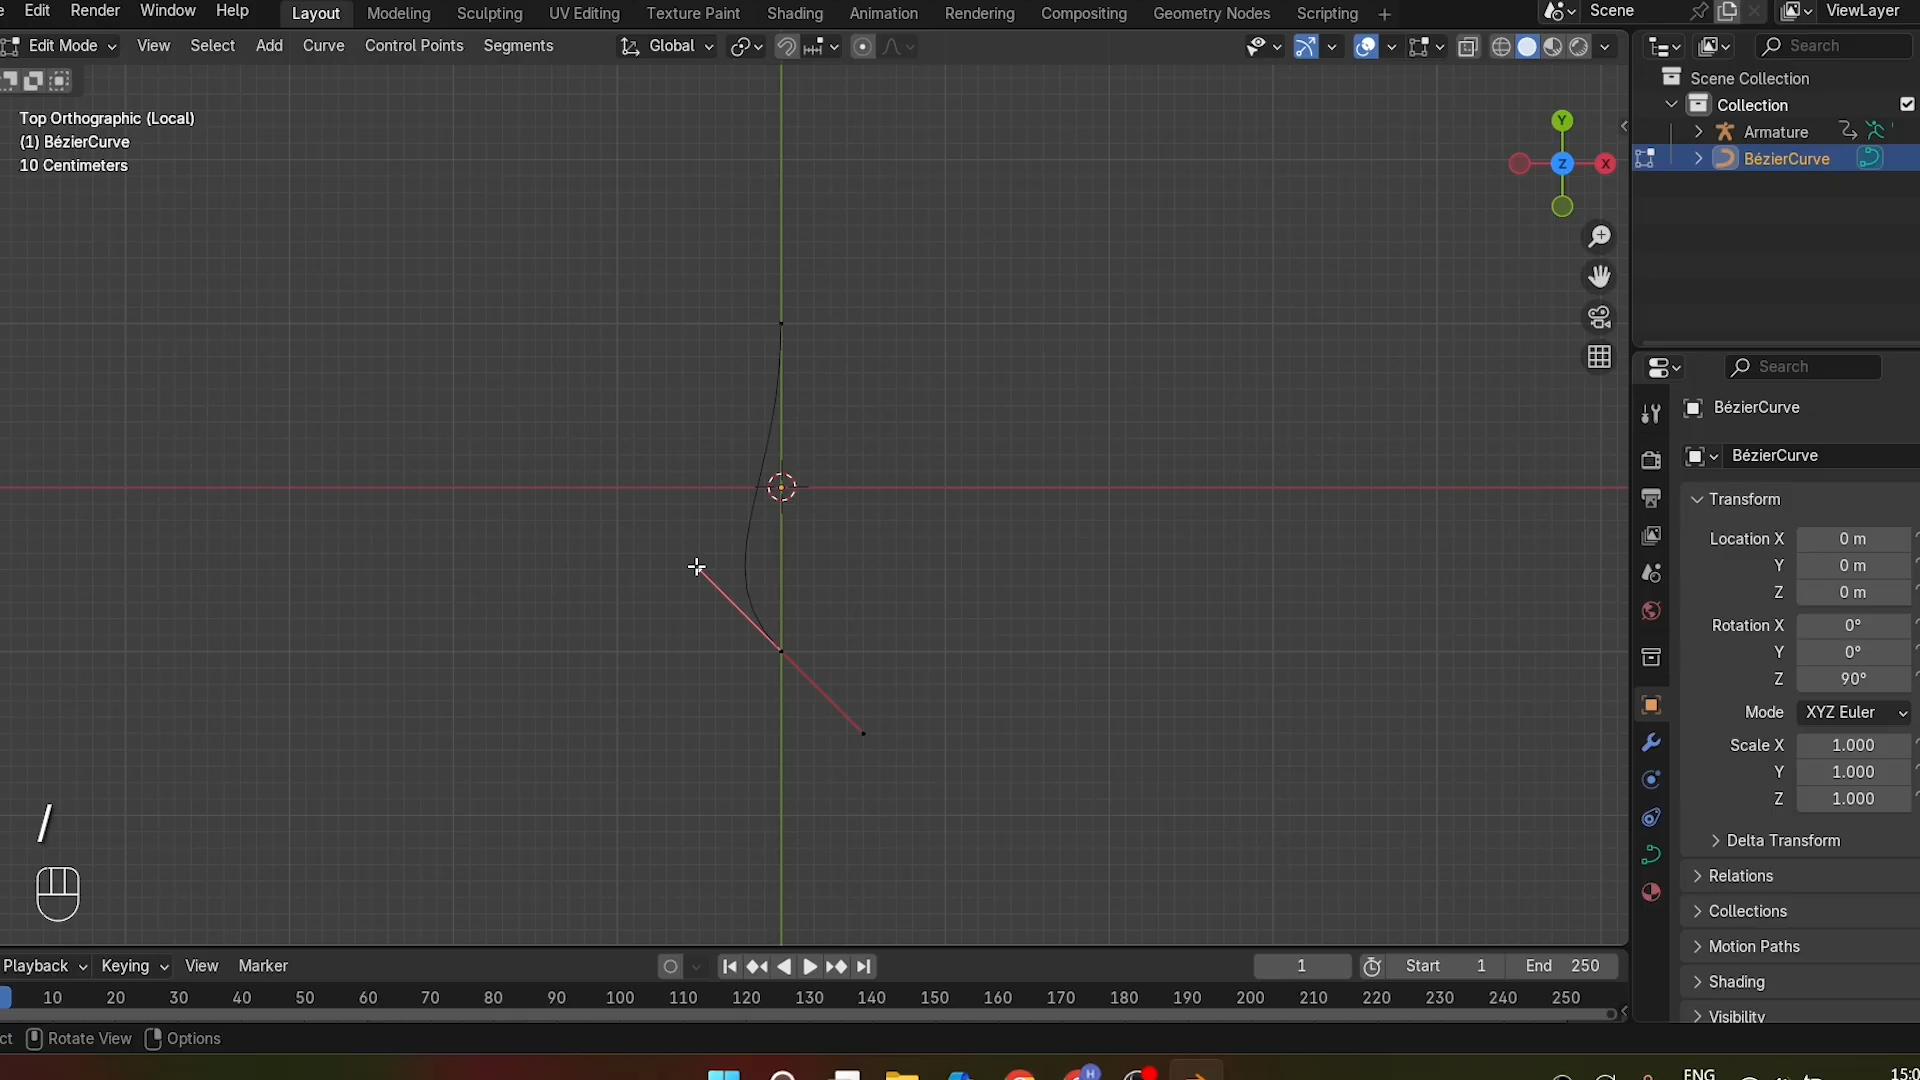 Edit Render Window Help Layout Modeling Sculpting UV Editing Texture Paint Shading Animation Rendering Compositing Geometry Nodes Scripting + Scene ViewLayer
Edit Mode View Select Add Curve Control Points Segments Global Search
Top Orthographic (Local)
(1) BézierCurve
10 Centimeters
Y
X
Z
Scene Collection
Collection
Armature
BézierCurve
Search
BézierCurve
BézierCurve
Transform
Location X 0 m
Y 0 m
Z 0 m
Rotation X 0°
Y 0°
Z 90°
Mode XYZ Euler
Scale X 1.000
Y 1.000
Z 1.000
Delta Transform
Relations
Collections
Motion Paths
Shading
Visibility
/
Playback Keying View Marker 1 Start 1 End 250
10 20 30 40 50 60 70 80 90 100 110 120 130 140 150 160 170 180 190 200 210 220 230 240 250
ct Rotate View Options
H ENG 15:0